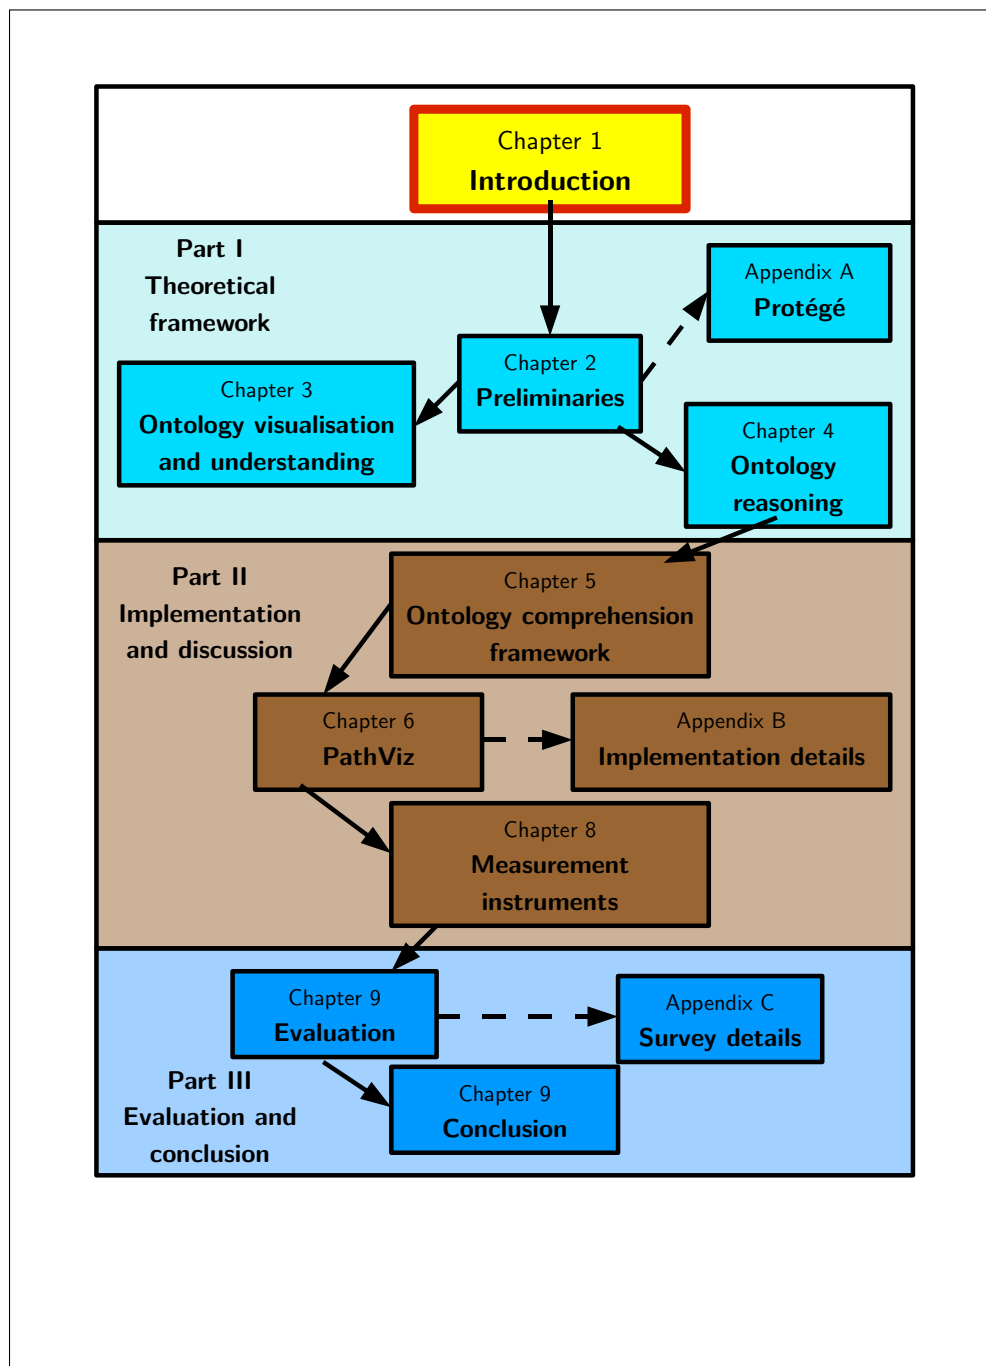 Chapter 1
Introduction
Part I
Theoretical
framework
Appendix A
Protégé
Chapter 2
Preliminaries
Chapter 3
Ontology visualisation
and understanding
Chapter 4
Ontology
reasoning
Part II
Implementation
and discussion
Chapter 5
Ontology comprehension
framework
Chapter 6
PathViz
Appendix B
Implementation details
Chapter 8
Measurement
instruments
Chapter 9
Evaluation
Appendix C
Survey details
Part III
Evaluation and
conclusion
Chapter 9
Conclusion